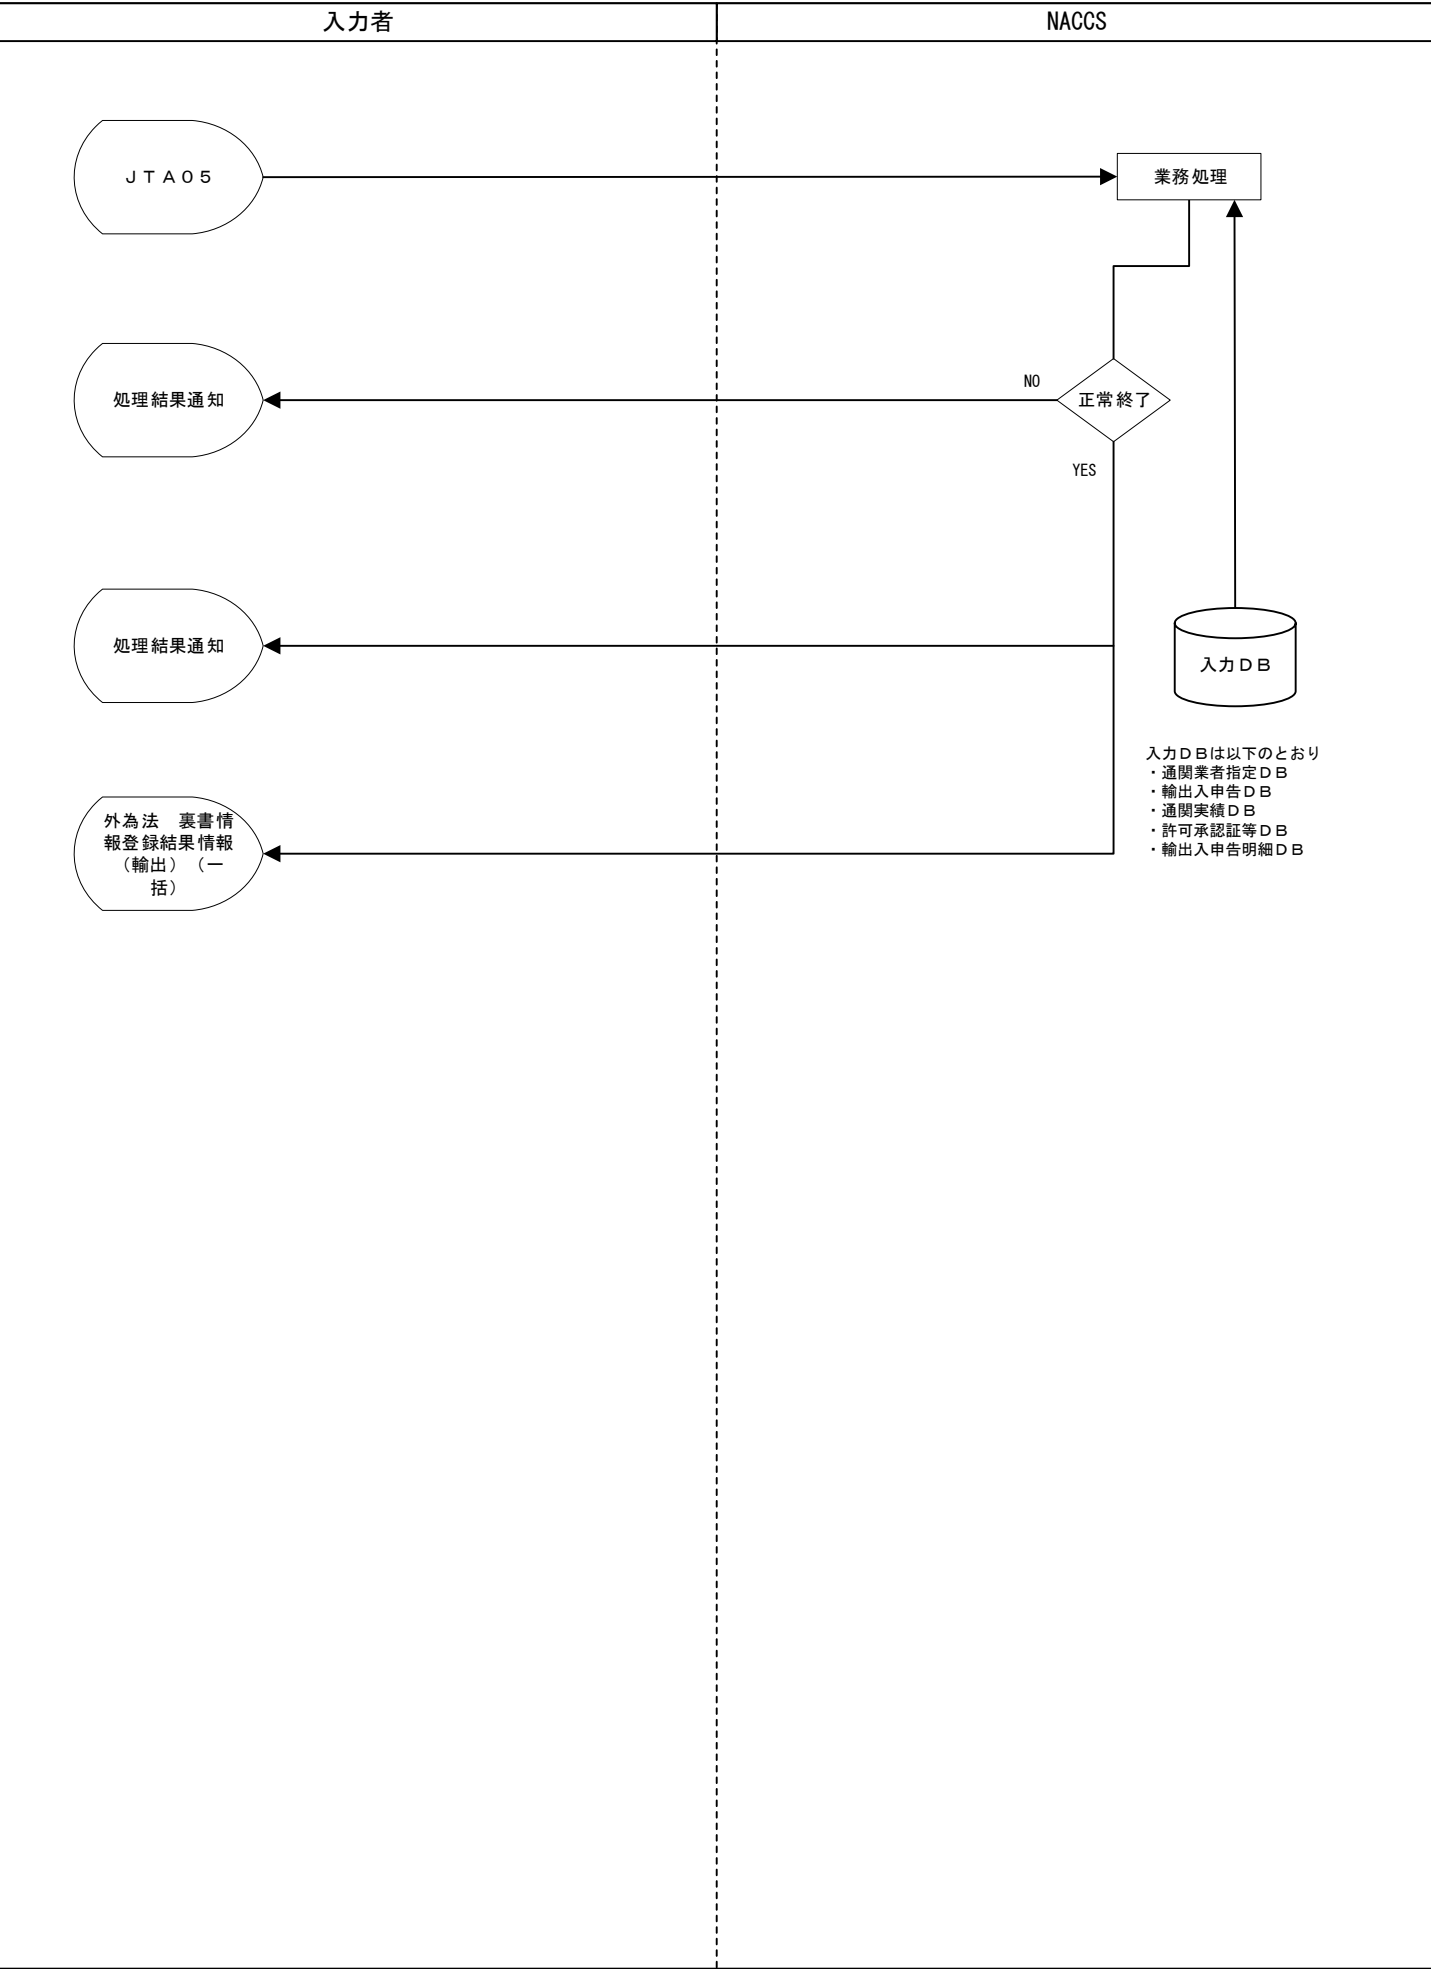 入力者
NACCS
ＪＴＡ０５
業務処理
処理結果通知
NO
正常終了
YES
処理結果通知
入力ＤＢ
入力ＤＢは以下のとおり
・通関業者指定ＤＢ
・輸出入申告ＤＢ
・通関実績ＤＢ
・許可承認証等ＤＢ
・輸出入申告明細ＤＢ
外為法　裏書情
報登録結果情報
（輸出）（一
括）